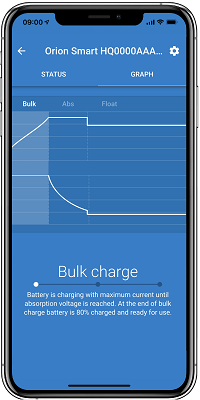 09:00
Orion Smart HQ0000AAA...
STATUS
GRAPH
Bulk
Abs
Float
Bulk charge
Battery is charging with maximum current until
absorption voltage is reached. At the end of bulk
charge battery is 80% charged and ready for use.